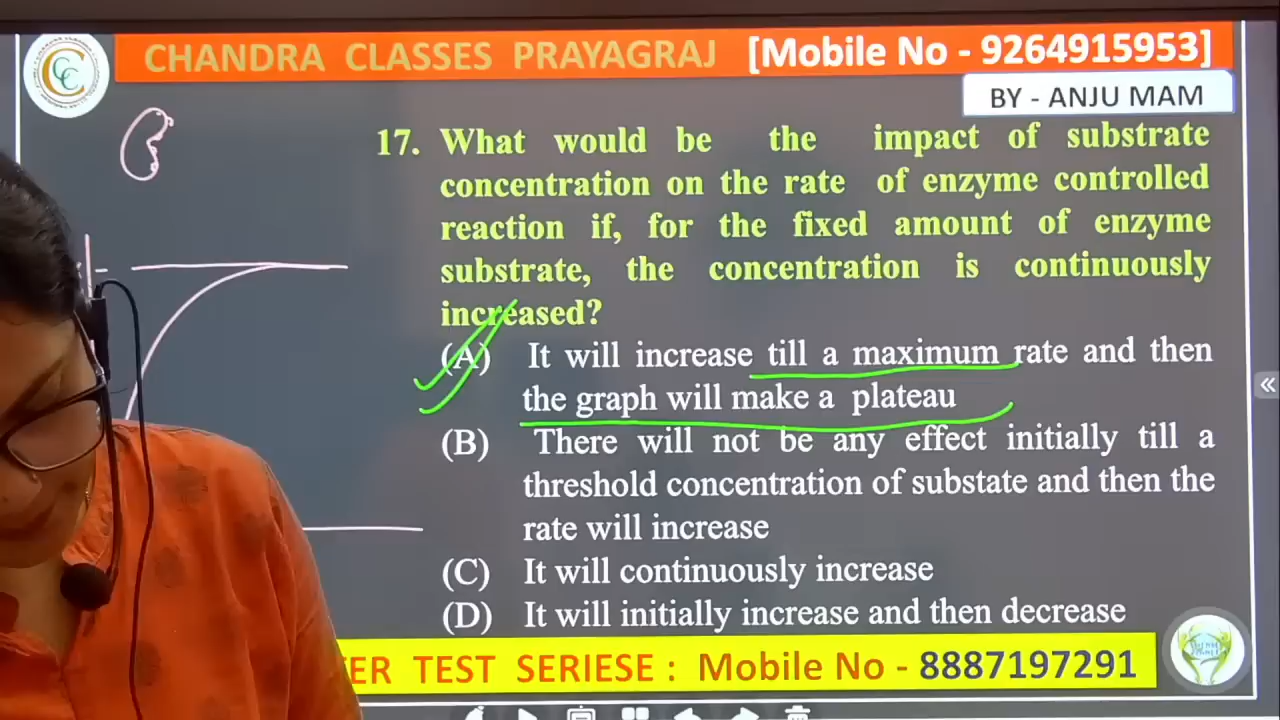 CHANDRA CLASSES PRAYAGRAJ [Mobile No - 9264915953]
BY - ANJU MAM
17. What would be the impact of substrate
concentration on the rate of enzyme controlled
reaction if, for the fixed amount of enzyme
substrate, the concentration is continuously
increased?
(A) It will increase till a maximum rate and then
the graph will make a plateau
(B) There will not be any effect initially till a
threshold concentration of substate and then the
rate will increase
(C) It will continuously increase
(D) It will initially increase and then decrease
ER TEST SERIESE : Mobile No - 8887197291